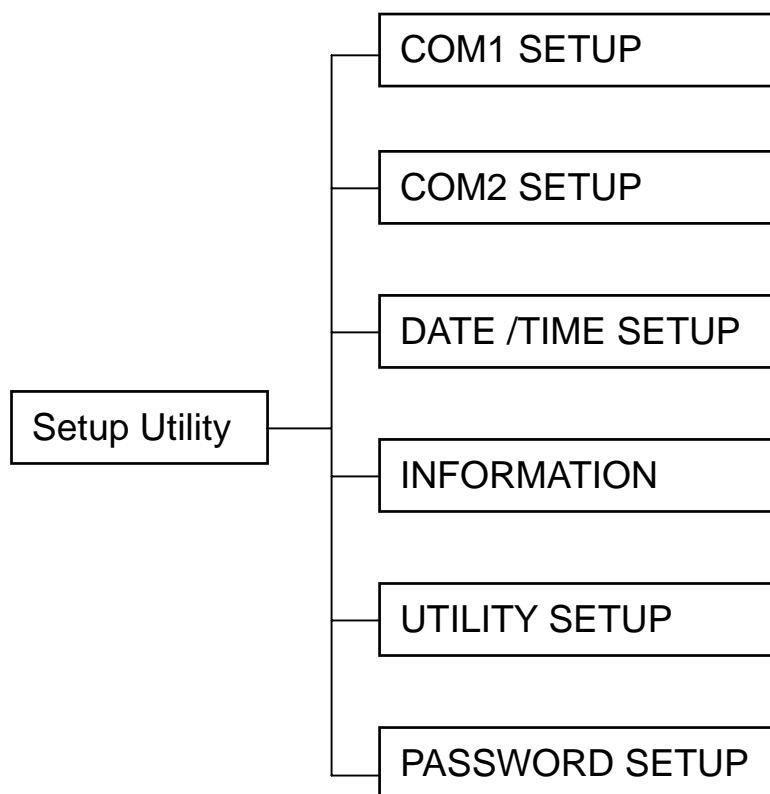 COM1 SETUP
COM2 SETUP
DATE /TIME SETUP
Setup Utility
INFORMATION
UTILITY SETUP
PASSWORD SETUP